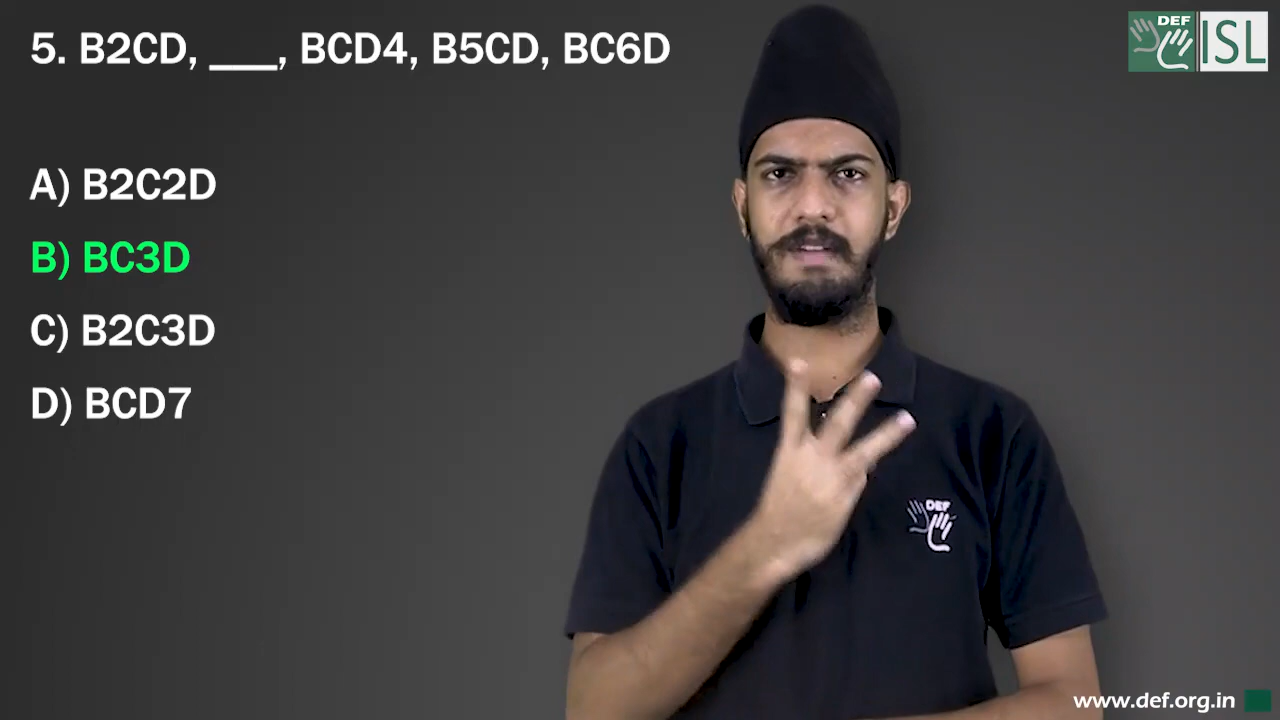 5. B2CD, ___, BCD4, B5CD, BC6D
DEF
ISL
A) B2C2D
B) BC3D
C) B2C3D
D) BCD7
DEF
www.def.org.in